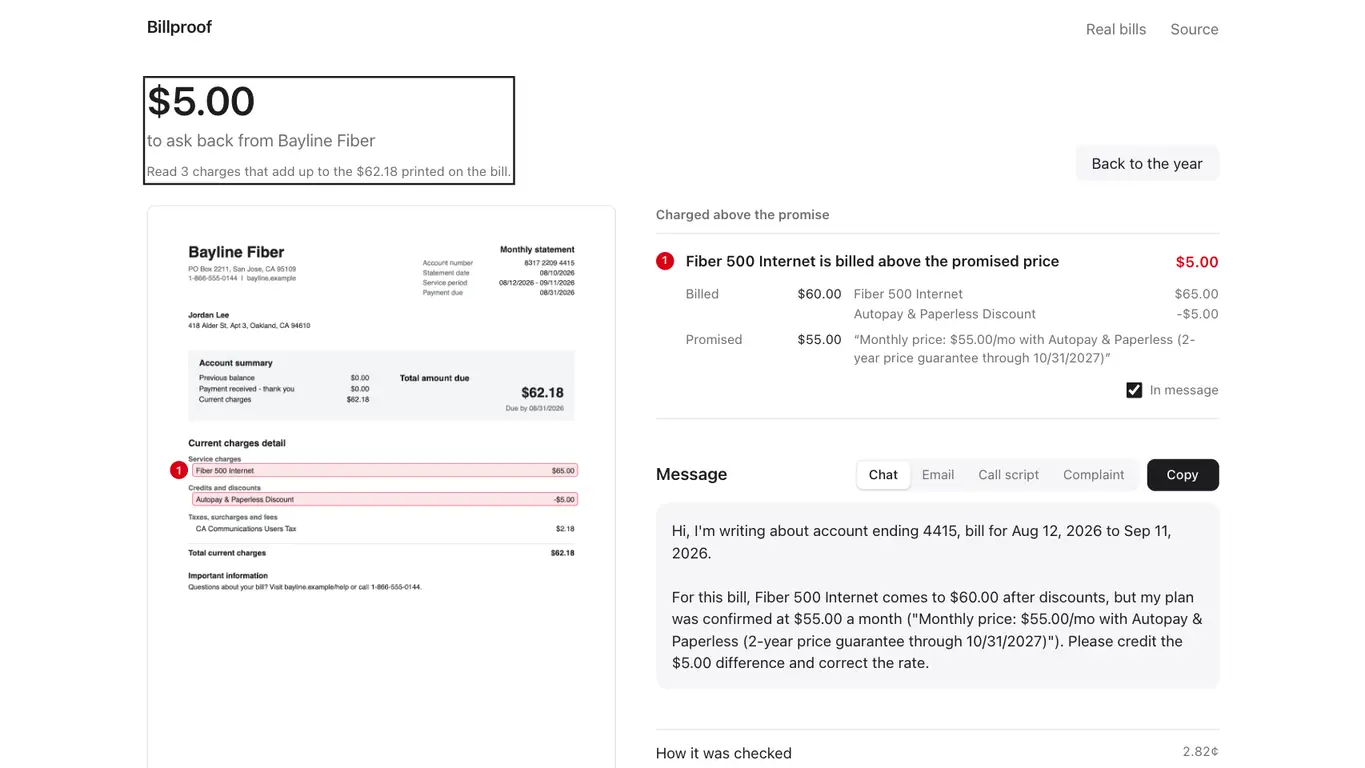 Billproof
Real bills
Source
$5.00
to ask back from Bayline Fiber
Read 3 charges that add up to the $62.18 printed on the bill.
Back to the year
Bayline Fiber
PO Box 2211, San Jose, CA 95109
1-866-555-0144 | bayline.example
Monthly statement
Account number 8317 2209 4415
Statement date 08/10/2026
Service period 08/12/2026 - 09/11/2026
Payment due 08/31/2026
Jordan Lee
418 Alder St, Apt 3, Oakland, CA 94610
Account summary
Previous balance $0.00
Payment received - thank you $0.00
Current charges $62.18
Total amount due
$62.18
Due by 08/31/2026
Current charges detail
Service charges
1 Fiber 500 Internet $65.00
Credits and discounts
Autopay & Paperless Discount -$5.00
Taxes, surcharges and fees
CA Communications Users Tax $2.18
Total current charges $62.18
Important information
Questions about your bill? Visit bayline.example/help or call 1-866-555-0144.
Charged above the promise
1 Fiber 500 Internet is billed above the promised price $5.00
Billed $60.00 Fiber 500 Internet $65.00
Autopay & Paperless Discount -$5.00
Promised $55.00 “Monthly price: $55.00/mo with Autopay & Paperless (2-
year price guarantee through 10/31/2027)”
In message
Message
Chat Email Call script Complaint Copy
Hi, I'm writing about account ending 4415, bill for Aug 12, 2026 to Sep 11,
2026.
For this bill, Fiber 500 Internet comes to $60.00 after discounts, but my plan
was confirmed at $55.00 a month ("Monthly price: $55.00/mo with Autopay &
Paperless (2-year price guarantee through 10/31/2027)"). Please credit the
$5.00 difference and correct the rate.
How it was checked 2.82¢